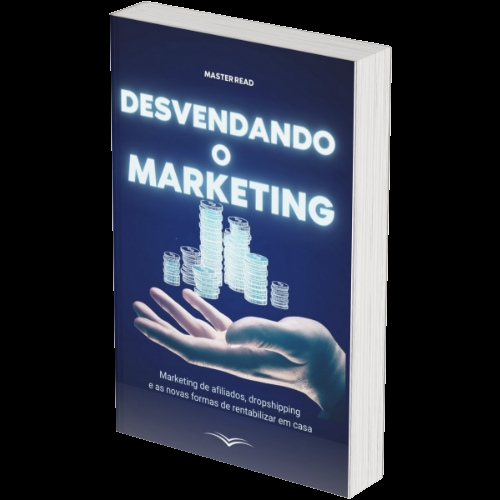 MASTER READ
DESVENDANDO
O
MARKETING
Marketing de afiliados, dropshipping
e as novas formas de rentabilizar em casa